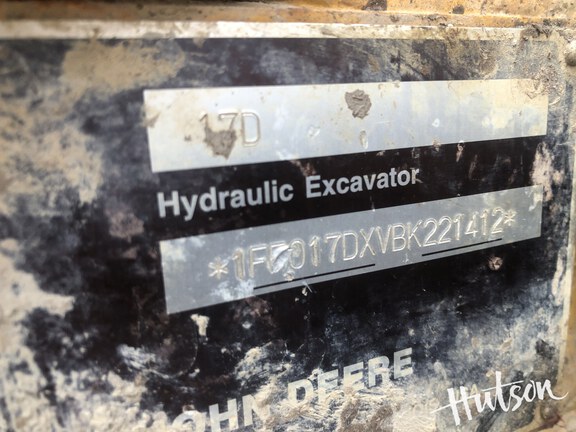 17D
Hydraulic Excavator
*1FF017DXVBK221412*
JOHN DEERE
Hutson